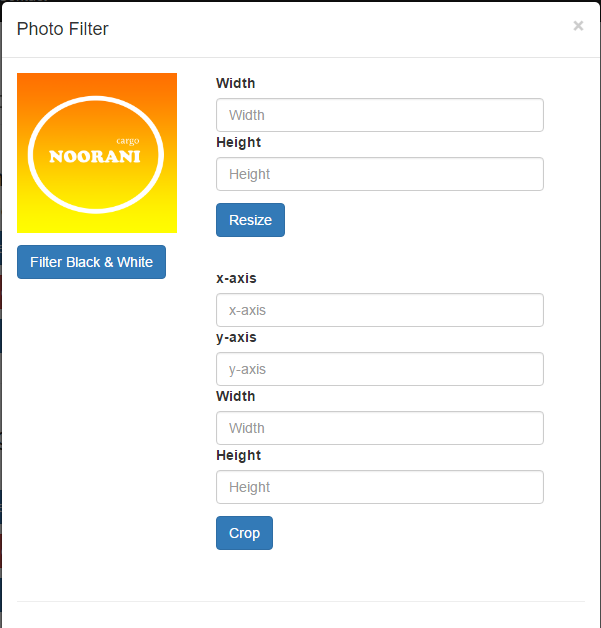 Photo Filter
×
cargo
NOORANI
Filter Black & White
Width
Width
Height
Height
Resize
x-axis
x-axis
y-axis
y-axis
Width
Width
Height
Height
Crop